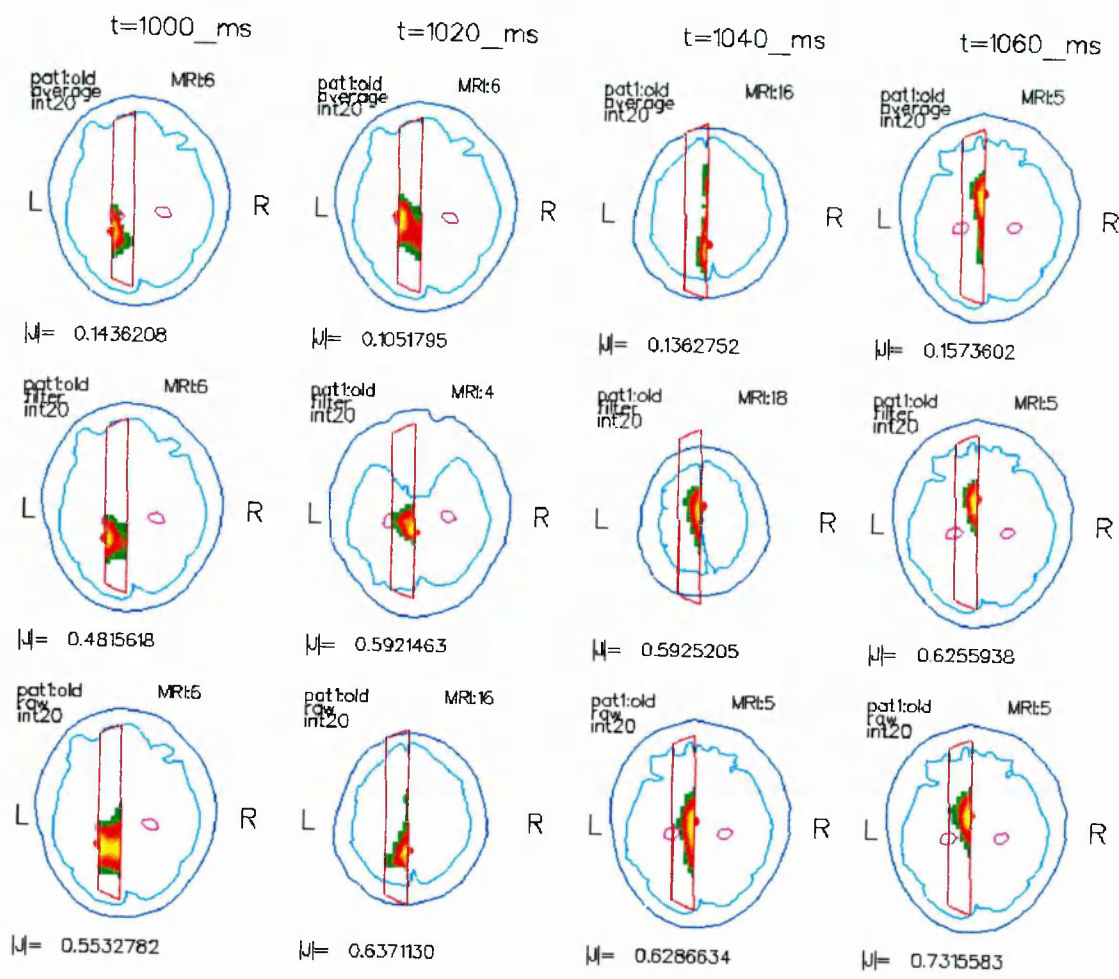 t=1000__ms
t=1020__ms
t=1040__ms
t=1060__ms
pat1:old
average
int20
MRI:6
pat1:old
average
int20
MRI:6
pat1:old
average
int20
MRI:16
pat1:old
average
int20
MRI:5
L
R
L
R
L
R
L
R
|J|= 0.1436208
|J|= 0.1051795
|J|= 0.1362752
|J|= 0.1573602
pat1:old
filter
int20
MRI:6
pat1:old
filter
int20
MRI:4
pat1:old
filter
int20
MRI:18
pat1:old
filter
int20
MRI:5
L
R
L
R
L
R
L
R
|J|= 0.4815618
|J|= 0.5921463
|J|= 0.5925205
|J|= 0.6255938
pat1:old
raw
int20
MRI:6
pat1:old
raw
int20
MRI:16
pat1:old
raw
int20
MRI:5
pat1:old
raw
int20
MRI:5
L
R
L
R
L
R
L
R
|J|= 0.5532782
|J|= 0.6371130
|J|= 0.6286634
|J|= 0.7315583